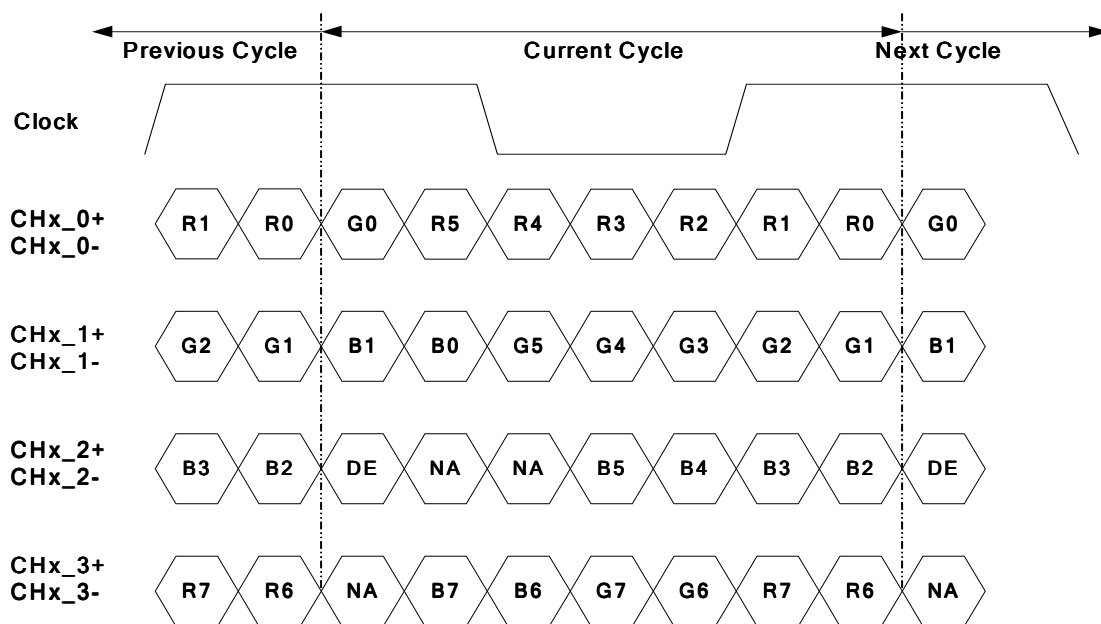 Previous Cycle Current Cycle Next Cycle
Clock
CHx_0+
CHx_0-
R1 R0 G0 R5 R4 R3 R2 R1 R0 G0
CHx_1+
CHx_1-
G2 G1 B1 B0 G5 G4 G3 G2 G1 B1
CHx_2+
CHx_2-
B3 B2 DE NA NA B5 B4 B3 B2 DE
CHx_3+
CHx_3-
R7 R6 NA B7 B6 G7 G6 R7 R6 NA